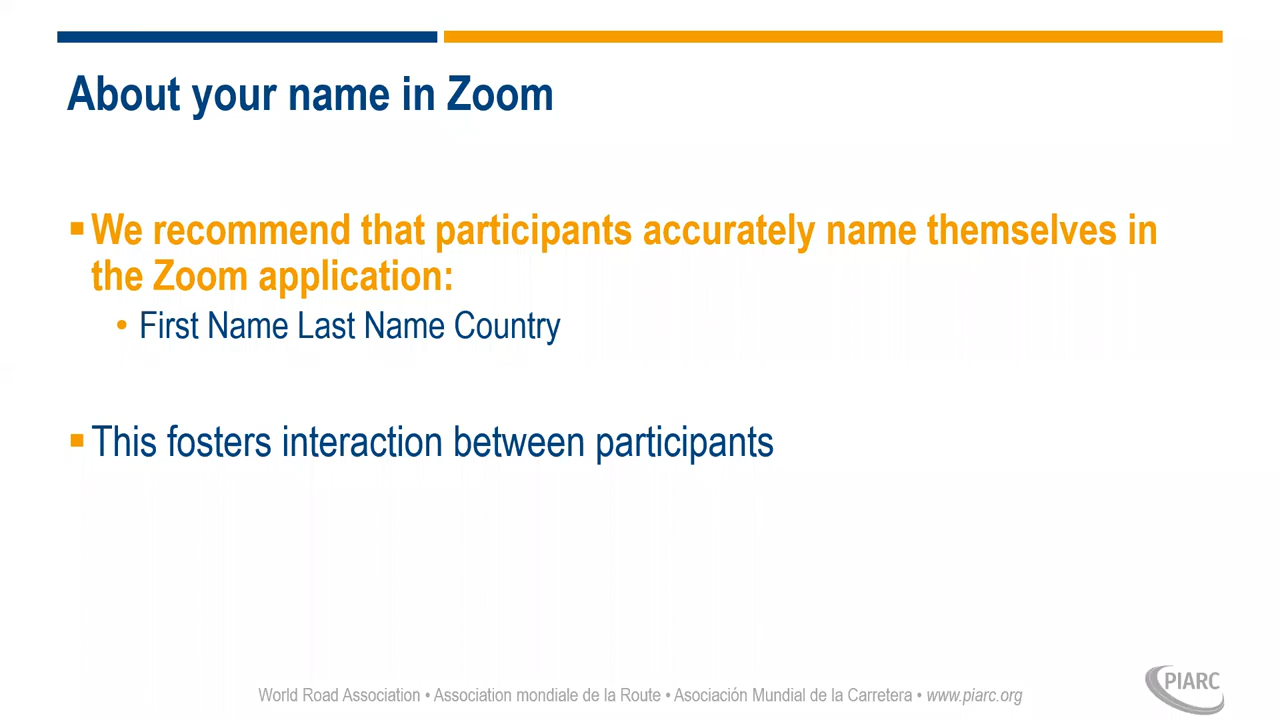 About your name in Zoom
▪ We recommend that participants accurately name themselves in
the Zoom application:
• First Name Last Name Country
▪ This fosters interaction between participants
World Road Association • Association mondiale de la Route • Asociación Mundial de la Carretera • www.piarc.org
PIARC